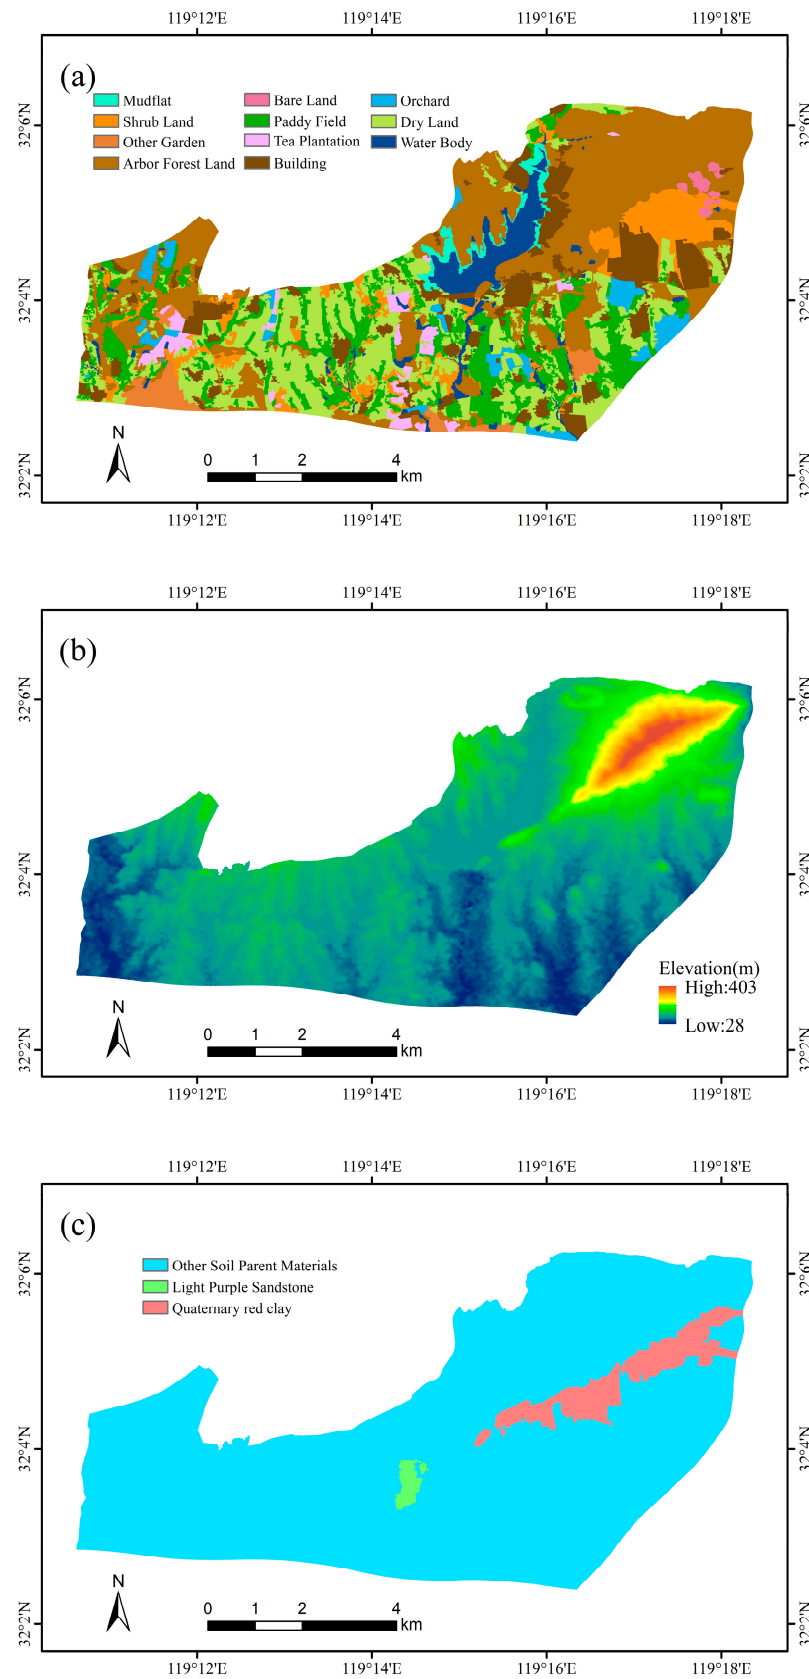 119°12'E 119°14'E 119°16'E 119°18'E
(a)
Mudflat Bare Land Orchard
Shrub Land Paddy Field Dry Land
Other Garden Tea Plantation Water Body
Arbor Forest Land Building
32°6'N 32°6'N
32°4'N 32°4'N
32°2'N 32°2'N
N
0 1 2 4
km
119°12'E 119°14'E 119°16'E 119°18'E
119°12'E 119°14'E 119°16'E 119°18'E
(b)
32°6'N 32°6'N
32°4'N 32°4'N
32°2'N 32°2'N
Elevation(m)
High:403
Low:28
N
0 1 2 4
km
119°12'E 119°14'E 119°16'E 119°18'E
119°12'E 119°14'E 119°16'E 119°18'E
(c)
Other Soil Parent Materials
Light Purple Sandstone
Quaternary red clay
32°6'N 32°6'N
32°4'N 32°4'N
32°2'N 32°2'N
N
0 1 2 4
km
119°12'E 119°14'E 119°16'E 119°18'E